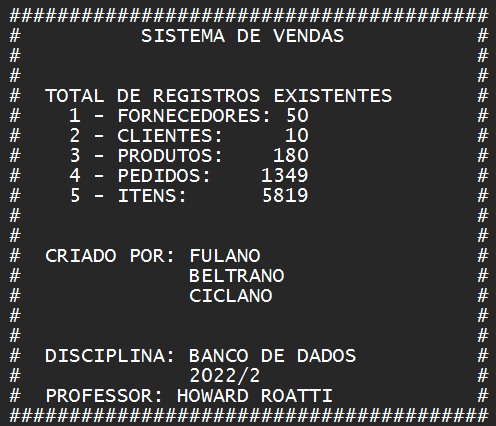 ########################################
#          SISTEMA DE VENDAS           #
#                                      #
#                                      #
#  TOTAL DE REGISTROS EXISTENTES       #
#    1 - FORNECEDORES: 50              #
#    2 - CLIENTES:     10              #
#    3 - PRODUTOS:    180              #
#    4 - PEDIDOS:    1349              #
#    5 - ITENS:      5819              #
#                                      #
#                                      #
#  CRIADO POR: FULANO                  #
#              BELTRANO                #
#              CICLANO                 #
#                                      #
#                                      #
#  DISCIPLINA: BANCO DE DADOS          #
#              2022/2                  #
#  PROFESSOR: HOWARD ROATTI            #
########################################